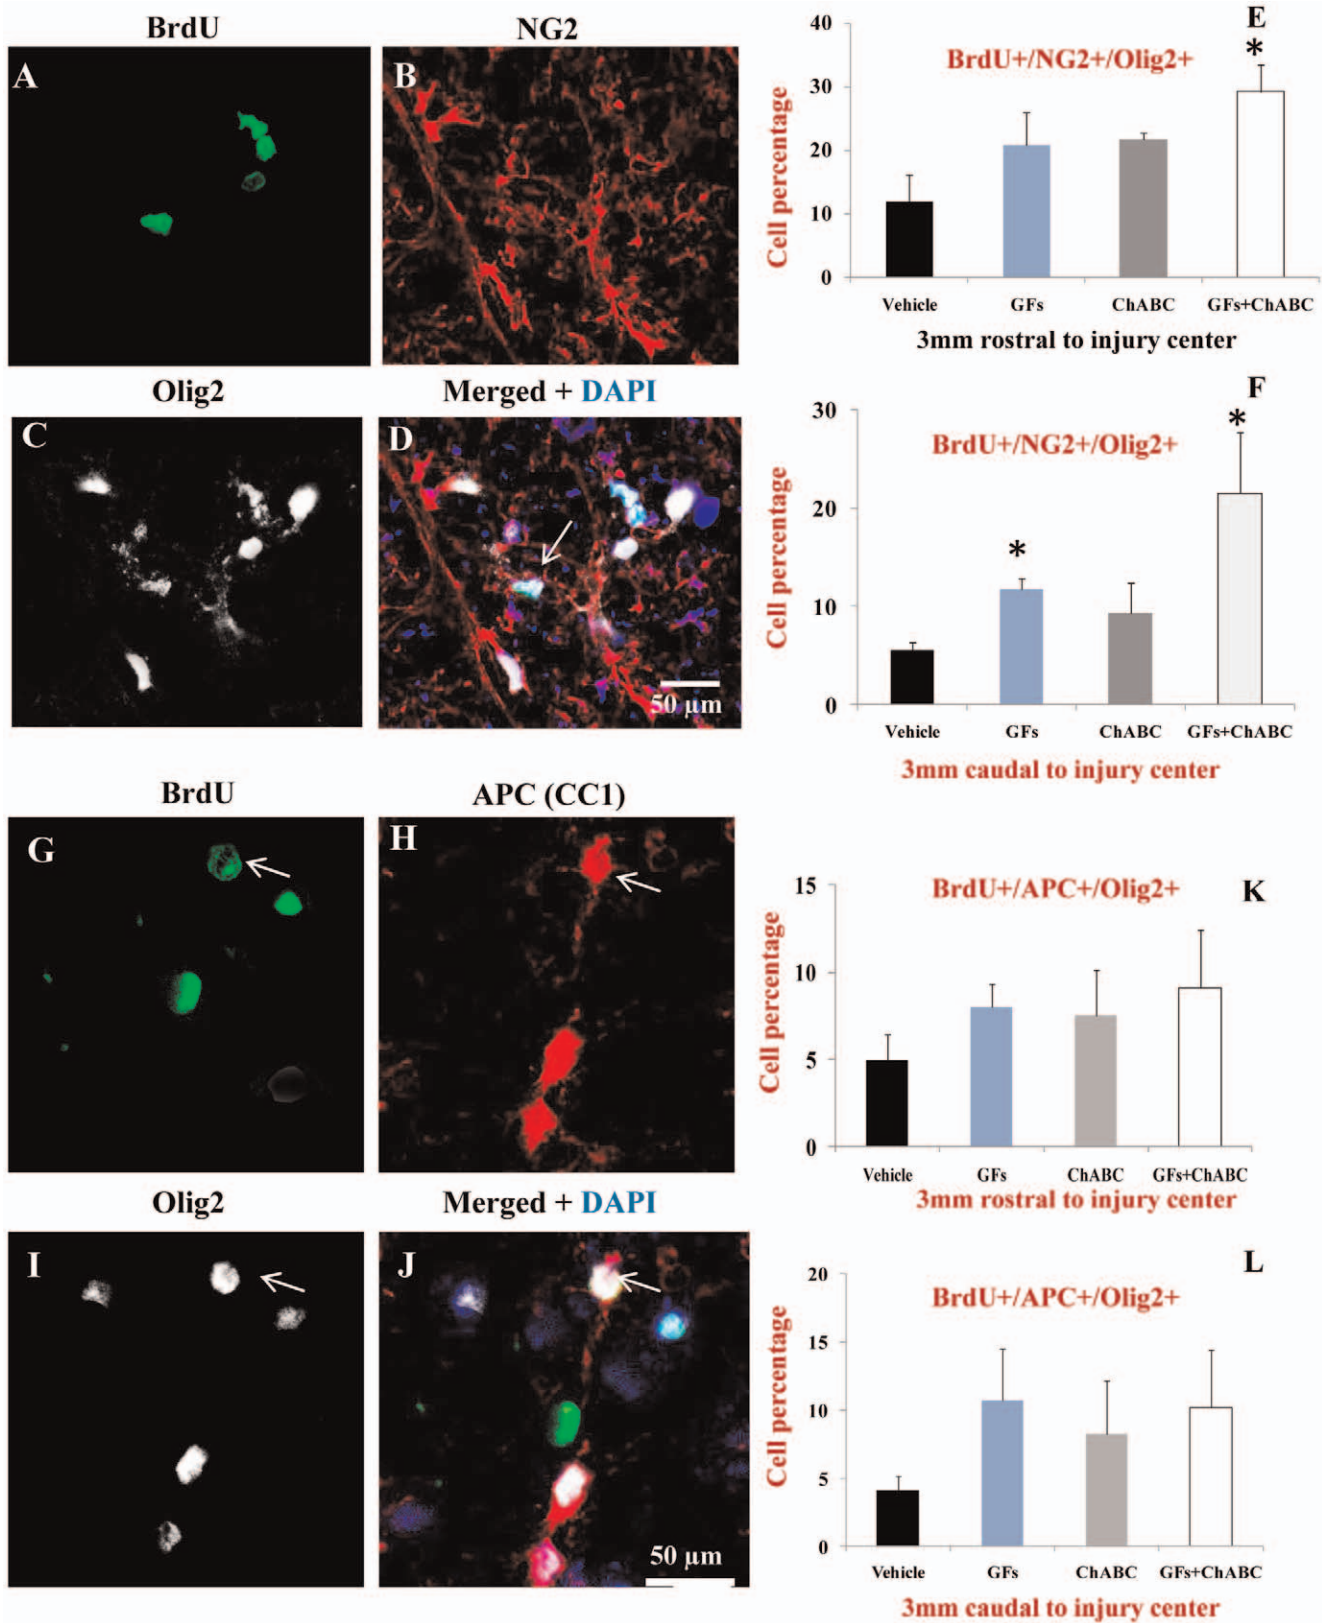 BrdU
NG2
A
B
Olig2
Merged + DAPI
C
D
50 µm
E
BrdU+/NG2+/Olig2+
*
Cell percentage
40
30
20
10
0
Vehicle GFs ChABC GFs+ChABC
3mm rostral to injury center
F
BrdU+/NG2+/Olig2+
*
*
Cell percentage
30
20
10
0
Vehicle GFs ChABC GFs+ChABC
3mm caudal to injury center
BrdU
APC (CC1)
G
H
Olig2
Merged + DAPI
I
J
50 µm
K
BrdU+/APC+/Olig2+
Cell percentage
15
10
5
0
Vehicle GFs ChABC GFs+ChABC
3mm rostral to injury center
L
BrdU+/APC+/Olig2+
Cell percentage
20
15
10
5
0
Vehicle GFs ChABC GFs+ChABC
3mm caudal to injury center